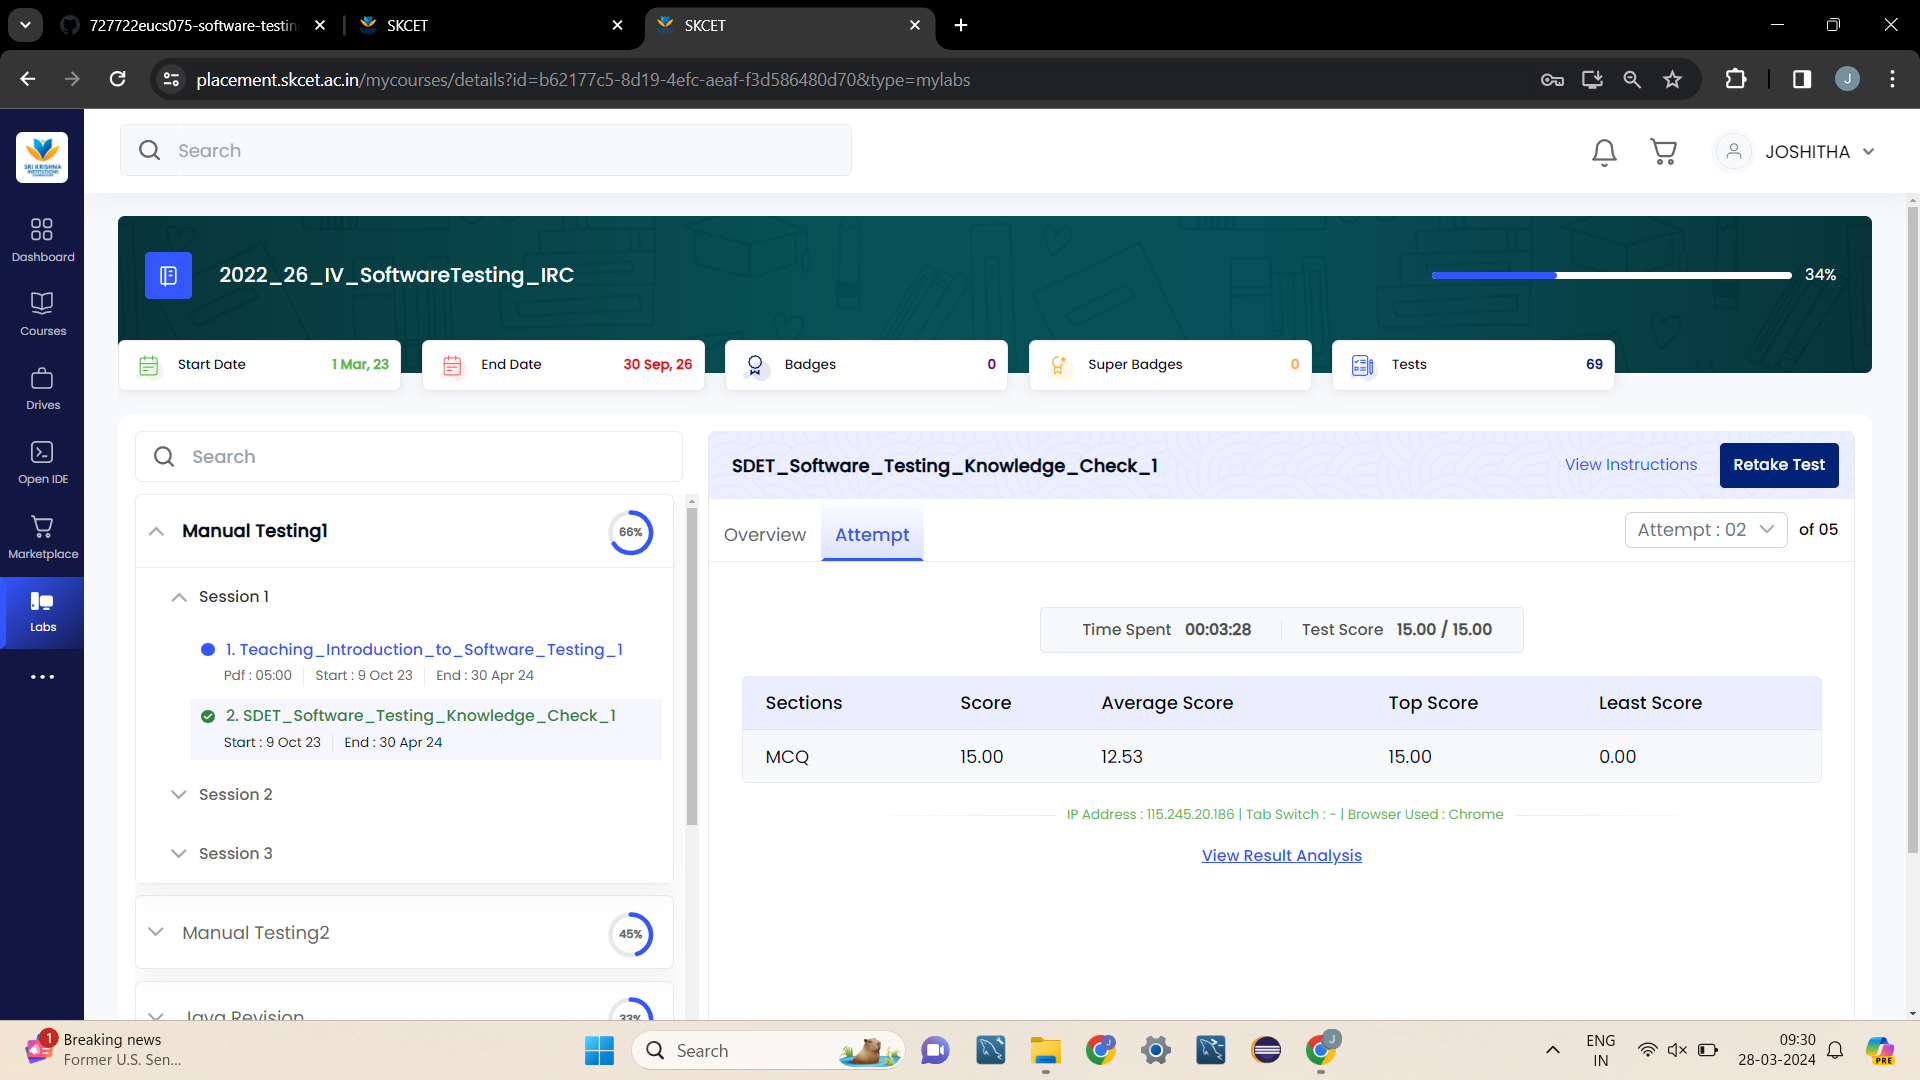 727722eucs075-software-testin
SKCET
SKCET
placement.skcet.ac.in/mycourses/details?id=b62177c5-8d19-4efc-aeaf-f3d586480d70&type=mylabs
J
SRI KRISHNA
INSTITUTIONS
Search
JOSHITHA
Dashboard
Courses
Drives
Open IDE
Marketplace
Labs
2022_26_IV_SoftwareTesting_IRC
34%
Start Date 1 Mar, 23
End Date 30 Sep, 26
Badges 0
Super Badges 0
Tests 69
Search
Manual Testing1
66%
Session 1
1. Teaching_Introduction_to_Software_Testing_1
Pdf : 05:00 Start : 9 Oct 23 End : 30 Apr 24
2. SDET_Software_Testing_Knowledge_Check_1
Start : 9 Oct 23 End : 30 Apr 24
Session 2
Session 3
Manual Testing2
45%
Java Revision
33%
SDET_Software_Testing_Knowledge_Check_1
View Instructions
Retake Test
Overview
Attempt
Attempt : 02 of 05
Time Spent 00:03:28 Test Score 15.00 / 15.00
Sections Score Average Score Top Score Least Score
MCQ 15.00 12.53 15.00 0.00
IP Address : 115.245.20.186 | Tab Switch : - | Browser Used : Chrome
View Result Analysis
1
Breaking news
Former U.S. Sen...
Search
J
J
ENG
IN
09:30
28-03-2024
PRE